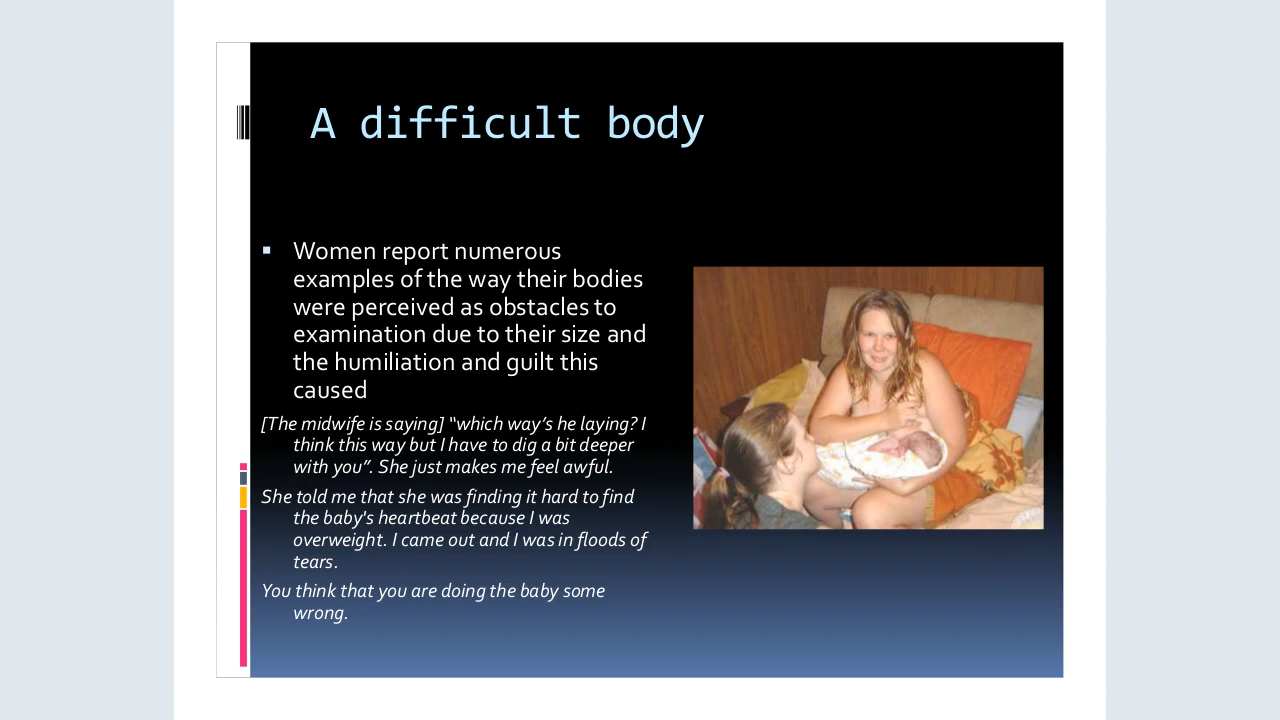 A difficult body
Women report numerous
examples of the way their bodies
were perceived as obstacles to
examination due to their size and
the humiliation and guilt this
caused
[The midwife is saying] “which way’s he laying? I
think this way but I have to dig a bit deeper
with you”. She just makes me feel awful.
She told me that she was finding it hard to find
the baby's heartbeat because I was
overweight. I came out and I was in floods of
tears.
You think that you are doing the baby some
wrong.